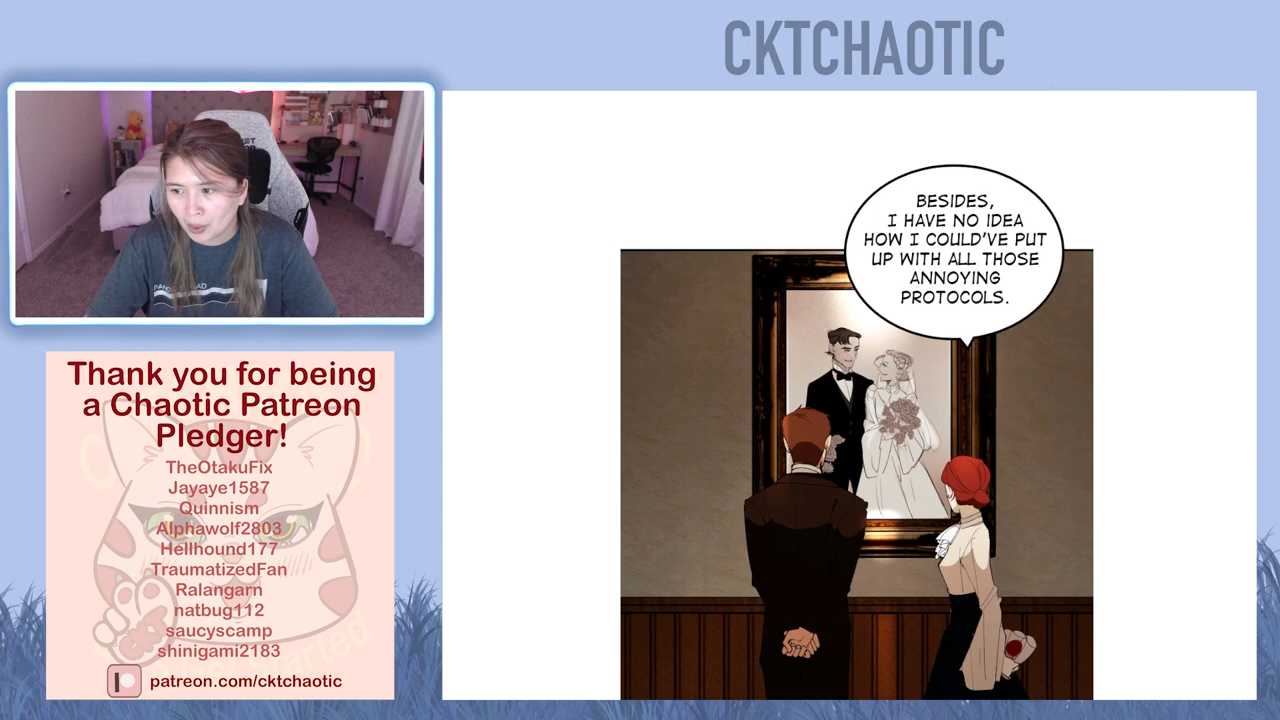 CKTCHAOTIC
BESIDES,
I HAVE NO IDEA
HOW I COULD'VE PUT
UP WITH ALL THOSE
ANNOYING
PROTOCOLS.
Thank you for being
a Chaotic Patreon
Pledger!
TheOtakuFix
Jayaye1587
Quinnism
Alphawolf2803
Hellhound177
TraumatizedFan
Ralangarn
natbug112
saucyscamp
shinigami2183
patreon.com/cktchaotic